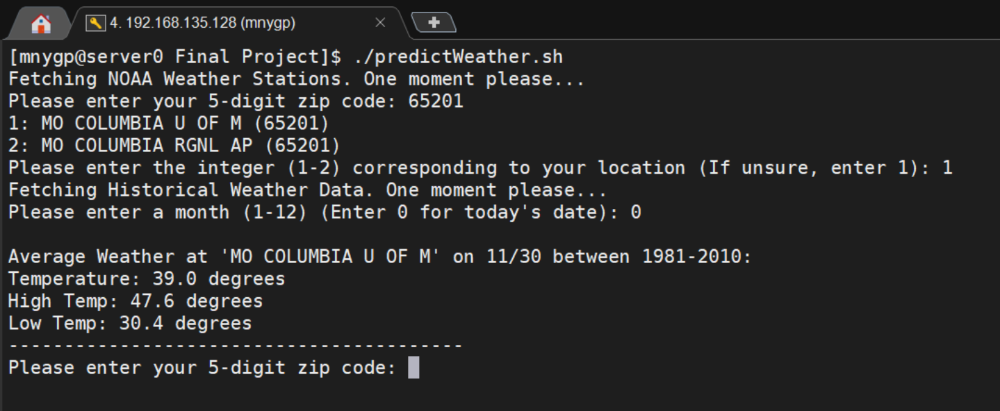 4. 192.168.135.128 (mnygp)
[mnygp@server0 Final Project]$ ./predictWeather.sh
Fetching NOAA Weather Stations. One moment please...
Please enter your 5-digit zip code: 65201
1: MO COLUMBIA U OF M (65201)
2: MO COLUMBIA RGNL AP (65201)
Please enter the integer (1-2) corresponding to your location (If unsure, enter 1): 1
Fetching Historical Weather Data. One moment please...
Please enter a month (1-12) (Enter 0 for today's date): 0
Average Weather at 'MO COLUMBIA U OF M' on 11/30 between 1981-2010:
Temperature: 39.0 degrees
High Temp: 47.6 degrees
Low Temp: 30.4 degrees
-----------------------------------------
Please enter your 5-digit zip code: